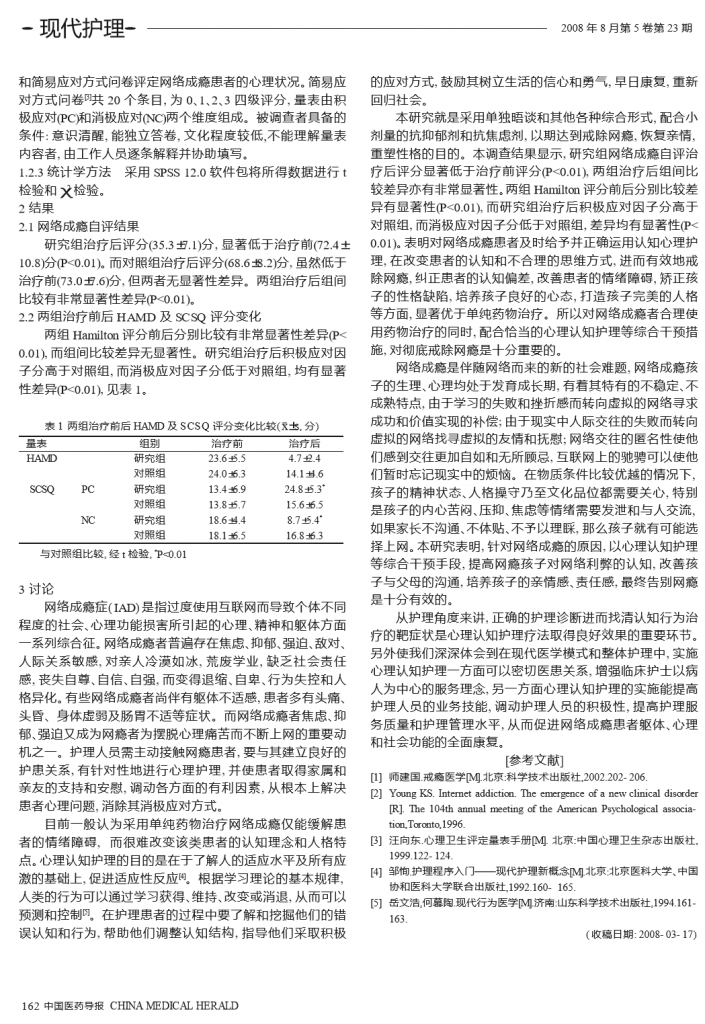 现代护理
2008 年 8 月第 5 卷第 23 期
和简易应对方式问卷评定网络成瘾患者的心理状况。简易应
对方式问卷[3]共 20 个条目, 为 0、1、2、3 四级评分, 量表由积
极应对(PC)和消极应对(NC)两个维度组成。被调查者具备的
条件: 意识清醒, 能独立答卷, 文化程度较低,不能理解量表
内容者, 由工作人员逐条解释并协助填写。
1.2.3 统计学方法 采用 SPSS 12.0 软件包将所得数据进行 t
检验和 χ²检验。
2 结果
2.1 网络成瘾自评结果
研究组治疗后评分(35.3±7.1)分, 显著低于治疗前(72.4±
10.8)分(P<0.01)。而对照组治疗后评分(68.6±8.2)分, 虽然低于
治疗前(73.0±7.6)分, 但两者无显著性差异。两组治疗后组间
比较有非常显著性差异(P<0.01)。
2.2 两组治疗前后 HAMD 及 SCSQ 评分变化
两组 Hamilton 评分前后分别比较有非常显著性差异(P<
0.01), 而组间比较差异无显著性。研究组治疗后积极应对因
子分高于对照组, 而消极应对因子分低于对照组, 均有显著
性差异(P<0.01), 见表 1。
表 1 两组治疗前后 HAMD 及 SCSQ 评分变化比较(x̄±s, 分)
量表 组别 治疗前 治疗后
HAMD 研究组 23.6±5.5 4.7±2.4
对照组 24.0±6.3 14.1±4.6
SCSQ PC 研究组 13.4±6.9 24.8±5.3*
对照组 13.8±5.7 15.6±6.5
NC 研究组 18.6±4.4 8.7±5.4*
对照组 18.1±6.5 16.8±6.3
与对照组比较, 经 t 检验, *P<0.01
3 讨论
网络成瘾症( IAD) 是指过度使用互联网而导致个体不同
程度的社会、心理功能损害所引起的心理、精神和躯体方面
一系列综合征。网络成瘾者普遍存在焦虑、抑郁、强迫、敌对、
人际关系敏感, 对亲人冷漠如冰, 荒废学业, 缺乏社会责任
感, 丧失自尊、自信、自强, 而变得退缩、自卑、行为失控和人
格异化。有些网络成瘾者尚伴有躯体不适感, 患者多有头痛、
头昏、身体虚弱及肠胃不适等症状。而网络成瘾者焦虑、抑
郁、强迫又成为网瘾者为摆脱心理痛苦而不断上网的重要动
机之一。护理人员需主动接触网瘾患者, 要与其建立良好的
护患关系, 有针对性地进行心理护理, 并使患者取得家属和
亲友的支持和安慰, 调动各方面的有利因素, 从根本上解决
患者心理问题, 消除其消极应对方式。
目前一般认为采用单纯药物治疗网络成瘾仅能缓解患
者的情绪障碍, 而很难改变该类患者的认知理念和人格特
点。心理认知护理的目的是在于了解人的适应水平及所有应
激的基础上, 促进适应性反应[4]。根据学习理论的基本规律,
人类的行为可以通过学习获得、维持、改变或消退, 从而可以
预测和控制[5]。在护理患者的过程中要了解和挖掘他们的错
误认知和行为, 帮助他们调整认知结构, 指导他们采取积极
的应对方式, 鼓励其树立生活的信心和勇气, 早日康复, 重新
回归社会。
本研究就是采用单独晤谈和其他各种综合形式, 配合小
剂量的抗抑郁剂和抗焦虑剂, 以期达到戒除网瘾, 恢复亲情,
重塑性格的目的。本调查结果显示, 研究组网络成瘾自评治
疗后评分显著低于治疗前评分(P<0.01), 两组治疗后组间比
较差异亦有非常显著性。两组 Hamilton 评分前后分别比较差
异有显著性(P<0.01), 而研究组治疗后积极应对因子分高于
对照组, 而消极应对因子分低于对照组, 差异均有显著性(P<
0.01)。表明对网络成瘾患者及时给予并正确运用认知心理护
理, 在改变患者的认知和不合理的思维方式, 进而有效地戒
除网瘾, 纠正患者的认知偏差, 改善患者的情绪障碍, 矫正孩
子的性格缺陷, 培养孩子良好的心态, 打造孩子完美的人格
等方面, 显著优于单纯药物治疗。所以对网络成瘾者合理使
用药物治疗的同时, 配合恰当的心理认知护理等综合干预措
施, 对彻底戒除网瘾是十分重要的。
网络成瘾是伴随网络而来的新的社会难题, 网络成瘾孩
子的生理、心理均处于发育成长期, 有着其特有的不稳定、不
成熟特点, 由于学习的失败和挫折感而转向虚拟的网络寻求
成功和价值实现的补偿; 由于现实中人际交往的失败而转向
虚拟的网络找寻虚拟的友情和抚慰; 网络交往的匿名性使他
们感到交往更加自如和无所顾忌, 互联网上的驰骋可以使他
们暂时忘记现实中的烦恼。在物质条件比较优越的情况下,
孩子的精神状态、人格操守乃至文化品位都需要关心, 特别
是孩子的内心苦闷、压抑、焦虑等情绪需要发泄和与人交流,
如果家长不沟通、不体贴、不予以理睬, 那么孩子就有可能选
择上网。本研究表明, 针对网络成瘾的原因, 以心理认知护理
等综合干预手段, 提高网瘾孩子对网络利弊的认知, 改善孩
子与父母的沟通, 培养孩子的亲情感、责任感, 最终告别网瘾
是十分有效的。
从护理角度来讲, 正确的护理诊断进而找清认知行为治
疗的靶症状是心理认知护理疗法取得良好效果的重要环节。
另外使我们深深体会到在现代医学模式和整体护理中, 实施
心理认知护理一方面可以密切医患关系, 增强临床护士以病
人为中心的服务理念, 另一方面心理认知护理的实施能提高
护理人员的业务技能, 调动护理人员的积极性, 提高护理服
务质量和护理管理水平, 从而促进网络成瘾患者躯体、心理
和社会功能的全面康复。
[参考文献]
[1] 师建国.戒瘾医学[M].北京:科学技术出版社,2002.202- 206.
[2] Young KS. Internet addiction. The emergence of a new clinical disorder
[R]. The 104th annual meeting of the American Psychological associa-
tion,Toronto,1996.
[3] 汪向东.心理卫生评定量表手册[M]. 北京:中国心理卫生杂志出版社,
1999.122- 124.
[4] 邹恂.护理程序入门——现代护理新概念[M].北京:北京医科大学、中国
协和医科大学联合出版社,1992.160- 165.
[5] 岳文浩,何慕陶.现代行为医学[M].济南:山东科学技术出版社,1994.161-
163.
( 收稿日期: 2008- 03- 17)
162 中国医药导报 CHINA MEDICAL HERALD